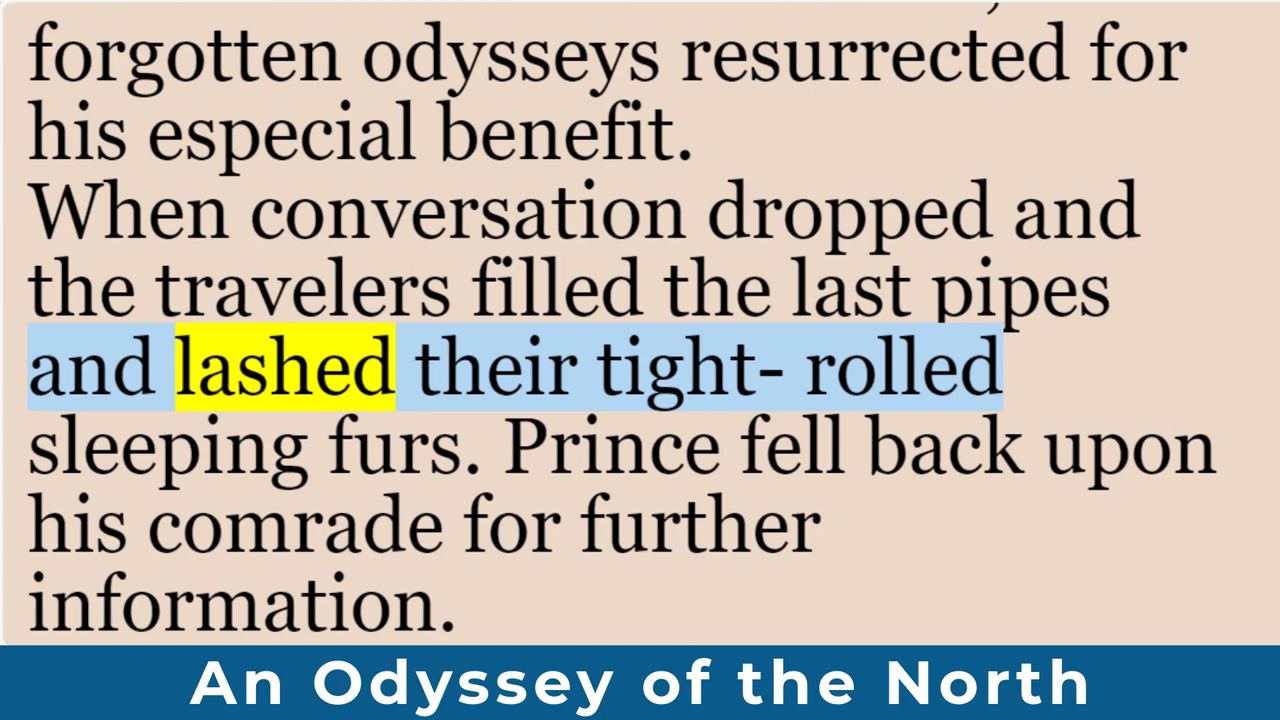 forgotten odysseys resurrected for
his especial benefit.
When conversation dropped and
the travelers filled the last pipes
and lashed their tight- rolled
sleeping furs. Prince fell back upon
his comrade for further
information.
An Odyssey of the North